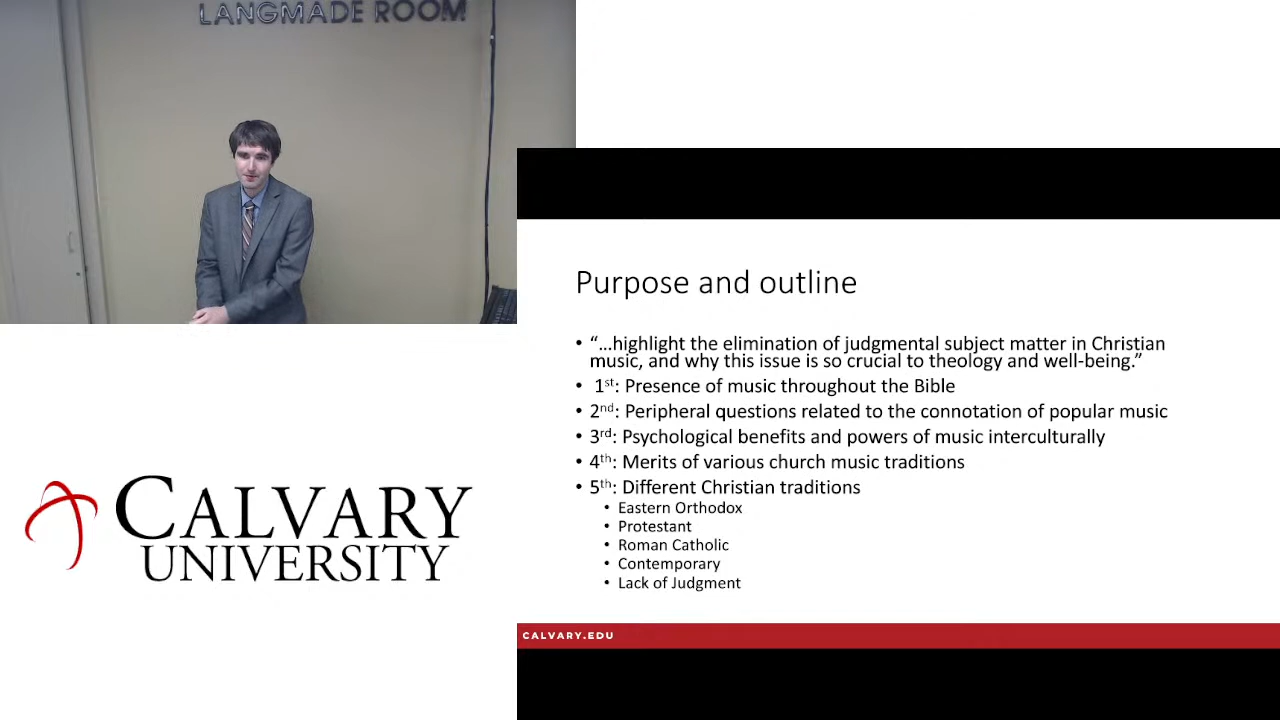 LANGMADE ROOM
Purpose and outline
• “...highlight the elimination of judgmental subject matter in Christian
music, and why this issue is so crucial to theology and well-being.”
• 1st: Presence of music throughout the Bible
• 2nd: Peripheral questions related to the connotation of popular music
• 3rd: Psychological benefits and powers of music interculturally
• 4th: Merits of various church music traditions
• 5th: Different Christian traditions
• Eastern Orthodox
• Protestant
• Roman Catholic
• Contemporary
• Lack of Judgment
CALVARY
UNIVERSITY
CALVARY.EDU